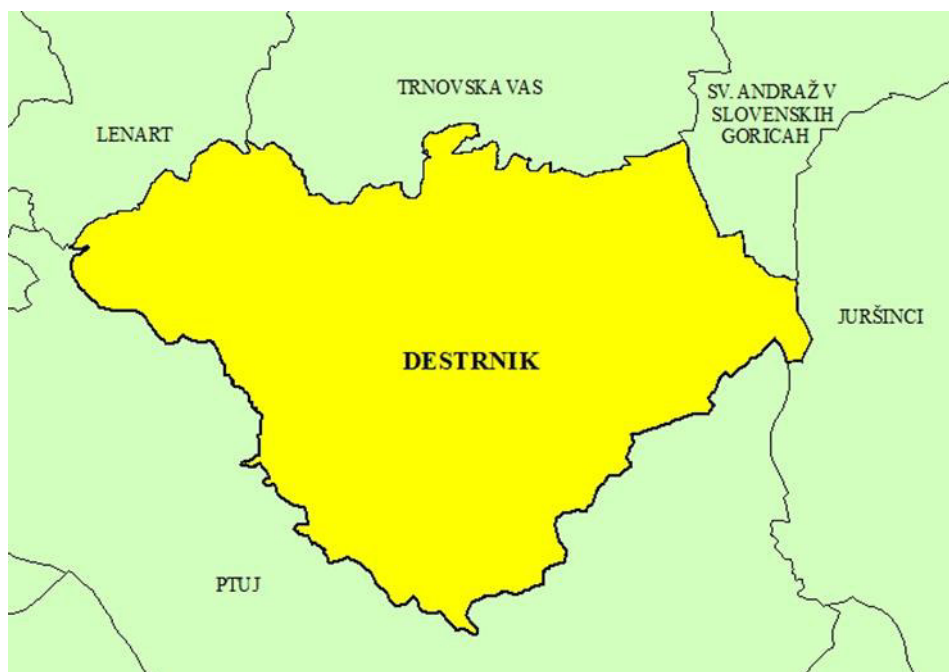 TRNOVSKA VAS
SV. ANDRAŽ V
SLOVENSKIH
GORICAH
LENART
JURŠINCI
DESTRNIK
PTUJ